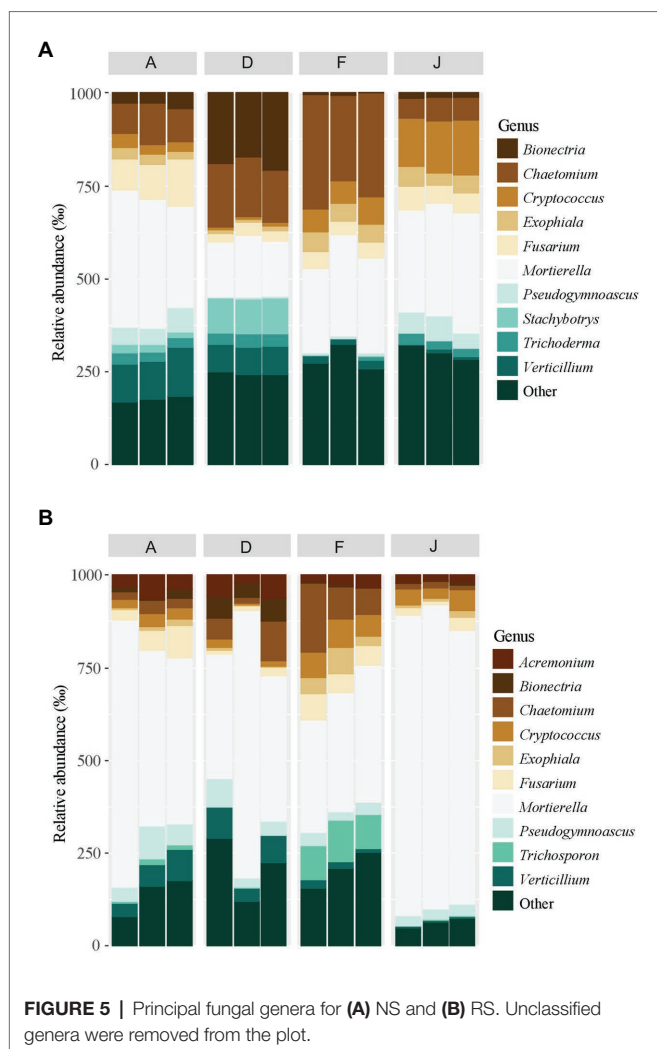 A
A D F J
1000
750
500
250
0
Relative abundance (‰)
Genus
Bionectria
Chaetomium
Cryptococcus
Exophiala
Fusarium
Mortierella
Pseudogymnoascus
Stachybotrys
Trichoderma
Verticillium
Other
B
A D F J
1000
750
500
250
0
Relative abundance (‰)
Genus
Acremonium
Bionectria
Chaetomium
Cryptococcus
Exophiala
Fusarium
Mortierella
Pseudogymnoascus
Trichosporon
Verticillium
Other
FIGURE 5 | Principal fungal genera for (A) NS and (B) RS. Unclassified
genera were removed from the plot.